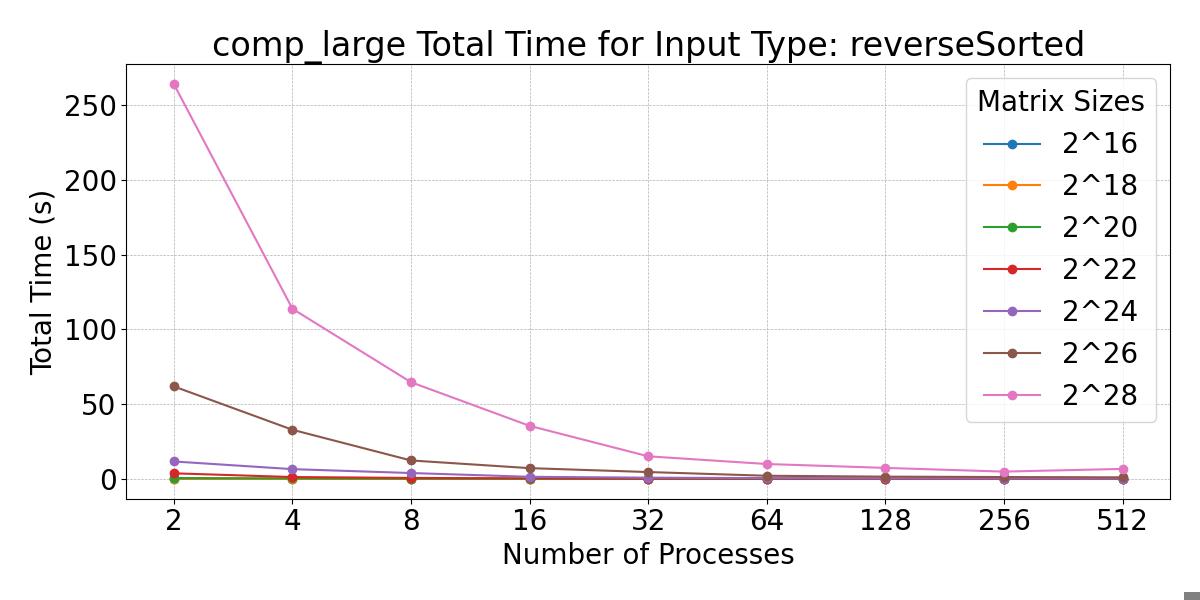 comp_large Total Time for Input Type: reverseSorted
Total Time (s)
250
200
150
100
50
0
2 4 8 16 32 64 128 256 512
Number of Processes
Matrix Sizes
2^16
2^18
2^20
2^22
2^24
2^26
2^28